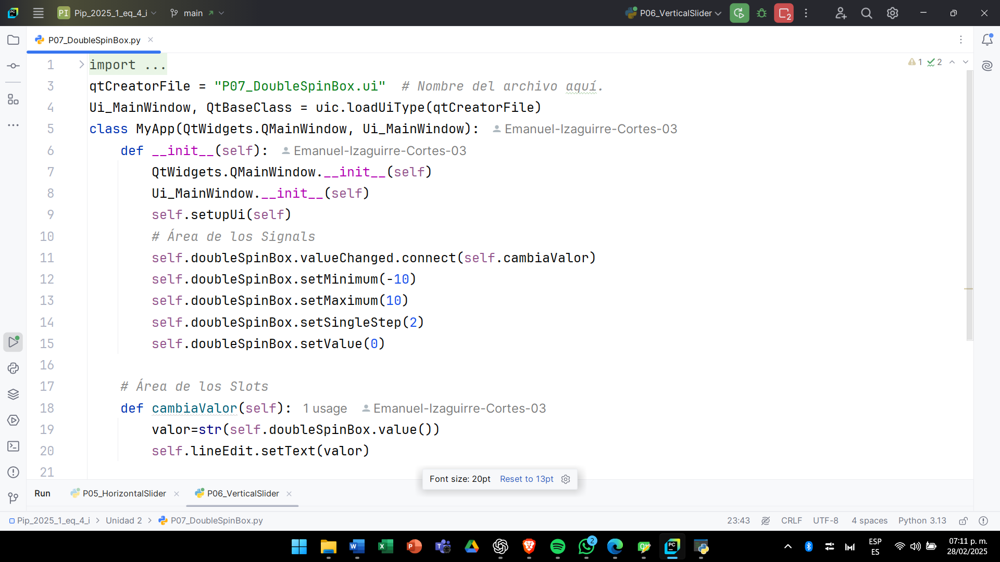 PI Pip_2025_1_eq_4_i main P06_VerticalSlider 2
P07_DoubleSpinBox.py
1 import ... 1 2
3 qtCreatorFile = "P07_DoubleSpinBox.ui"  # Nombre del archivo aquí.
4 Ui_MainWindow, QtBaseClass = uic.loadUiType(qtCreatorFile)
5 class MyApp(QtWidgets.QMainWindow, Ui_MainWindow): Emanuel-Izaguirre-Cortes-03
6 def __init__(self): Emanuel-Izaguirre-Cortes-03
7 QtWidgets.QMainWindow.__init__(self)
8 Ui_MainWindow.__init__(self)
9 self.setupUi(self)
10 # Área de los Signals
11 self.doubleSpinBox.valueChanged.connect(self.cambiaValor)
12 self.doubleSpinBox.setMinimum(-10)
13 self.doubleSpinBox.setMaximum(10)
14 self.doubleSpinBox.setSingleStep(2)
15 self.doubleSpinBox.setValue(0)
16
17 # Área de los Slots
18 def cambiaValor(self): 1 usage Emanuel-Izaguirre-Cortes-03
19 valor=str(self.doubleSpinBox.value())
20 self.lineEdit.setText(valor)
21
Font size: 20pt Reset to 13pt
Run P05_HorizontalSlider P06_VerticalSlider
Pip_2025_1_eq_4_i > Unidad 2 > P07_DoubleSpinBox.py 23:43 CRLF UTF-8 4 spaces Python 3.13
2
ESP
ES
07:11 p. m.
28/02/2025